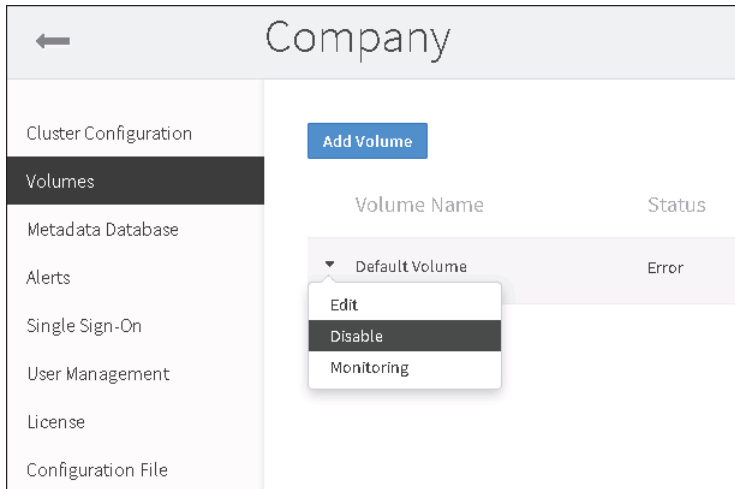 Company
Cluster Configuration
Volumes
Metadata Database
Alerts
Single Sign-On
User Management
License
Configuration File
Add Volume
Volume Name Status
Default Volume Error
Edit
Disable
Monitoring